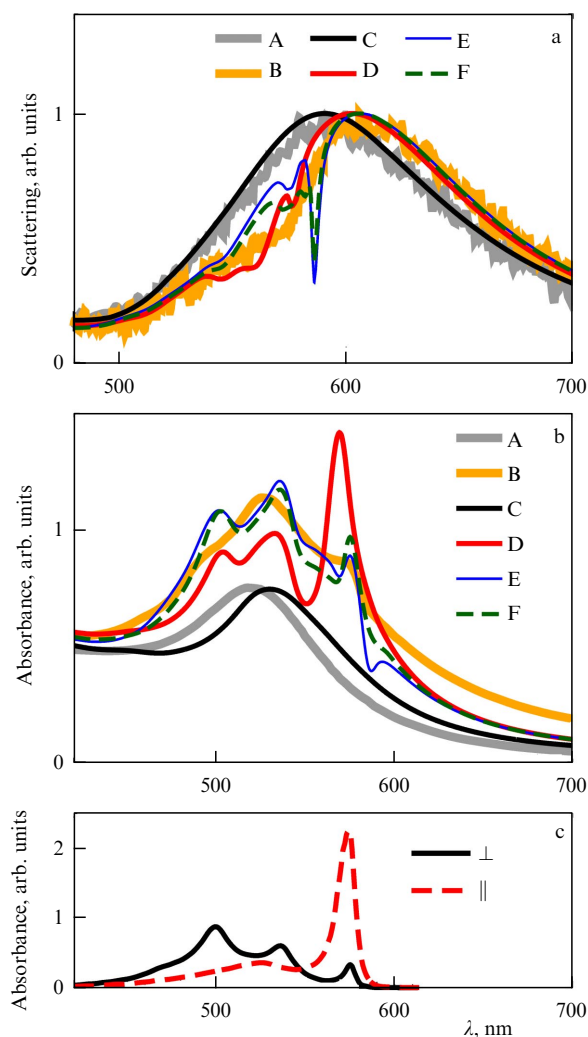 a
A C E
B D F
Scattering, arb. units
1
0
500 600 700
b
A
B
C
D
E
F
Absorbance, arb. units
1
0
500 600 700
c
⊥
||
Absorbance, arb. units
2
1
0
500 600 700
λ, nm